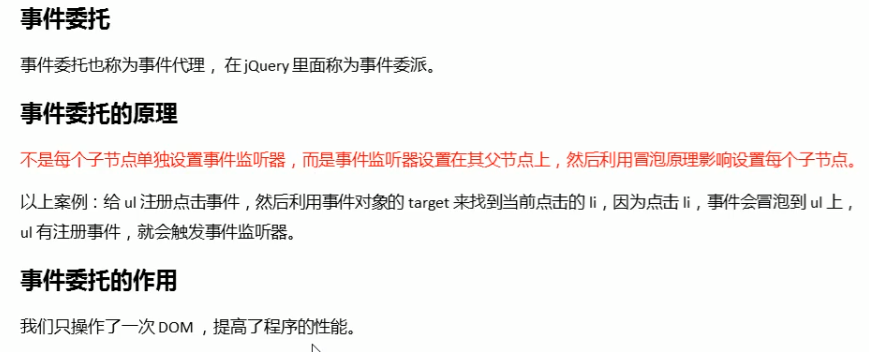 事件委托
事件委托也称为事件代理，在 jQuery 里面称为事件委派。
事件委托的原理
不是每个子节点单独设置事件监听器，而是事件监听器设置在其父节点上，然后利用冒泡原理影响设置每个子节点。
以上案例：给 ul 注册点击事件，然后利用事件对象的 target 来找到当前点击的 li，因为点击 li，事件会冒泡到 ul 上，
ul 有注册事件，就会触发事件监听器。
事件委托的作用
我们只操作了一次 DOM ，提高了程序的性能。